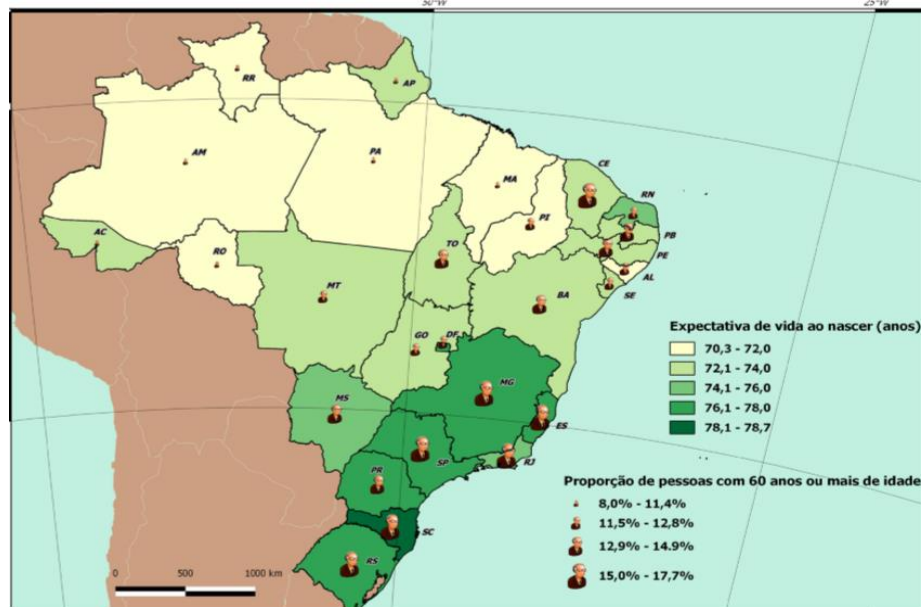 30°W
25°W
RR
AP
AM
PA
MA
CE
RN
PI
PB
PE
AC
RO
TO
AL
SE
MT
BA
GO
DF
MG
MS
ES
SP
RJ
PR
SC
RS
Expectativa de vida ao nascer (anos)
70,3 - 72,0
72,1 - 74,0
74,1 - 76,0
76,1 - 78,0
78,1 - 78,7
Proporção de pessoas com 60 anos ou mais de idade
8,0% - 11,4%
11,5% - 12,8%
12,9% - 14.9%
15,0% - 17,7%
0 500 1000 km